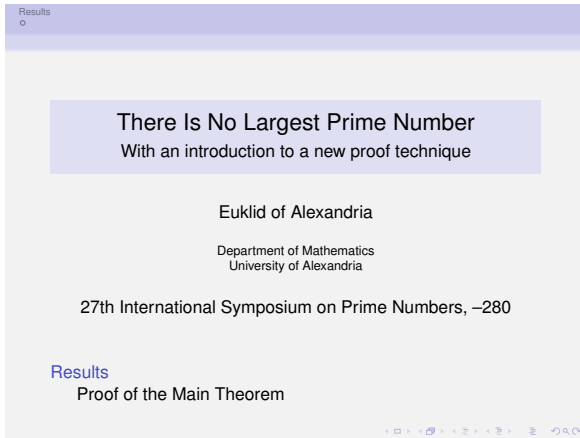 Results
There Is No Largest Prime Number
With an introduction to a new proof technique
Euklid of Alexandria
Department of Mathematics
University of Alexandria
27th International Symposium on Prime Numbers, –280
Results
Proof of the Main Theorem